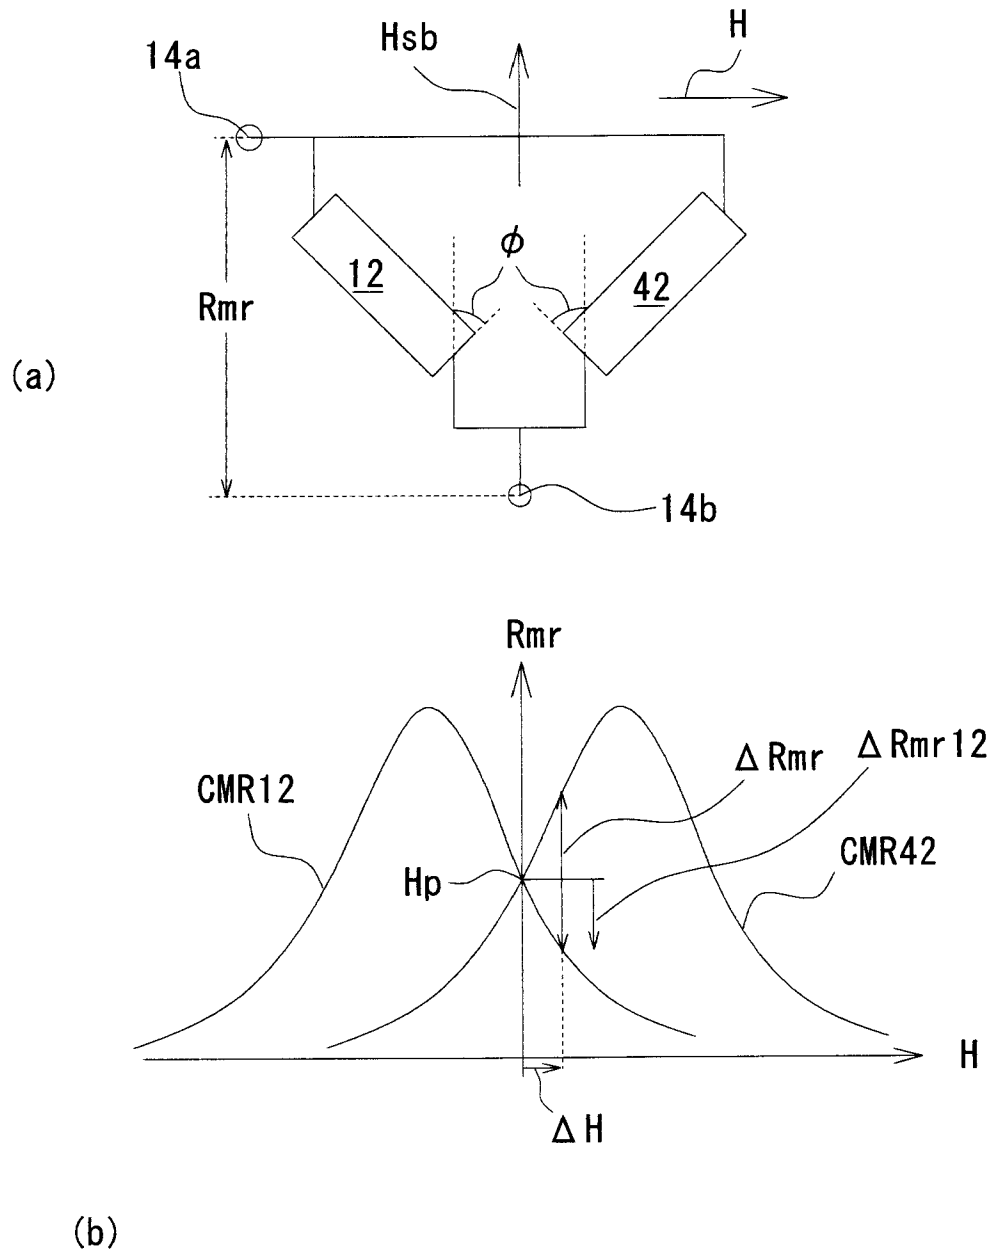 Hsb
H
14a
ϕ
12
42
Rmr
(a)
14b
Rmr
ΔRmr
ΔRmr12
CMR12
CMR42
Hp
H
ΔH
(b)